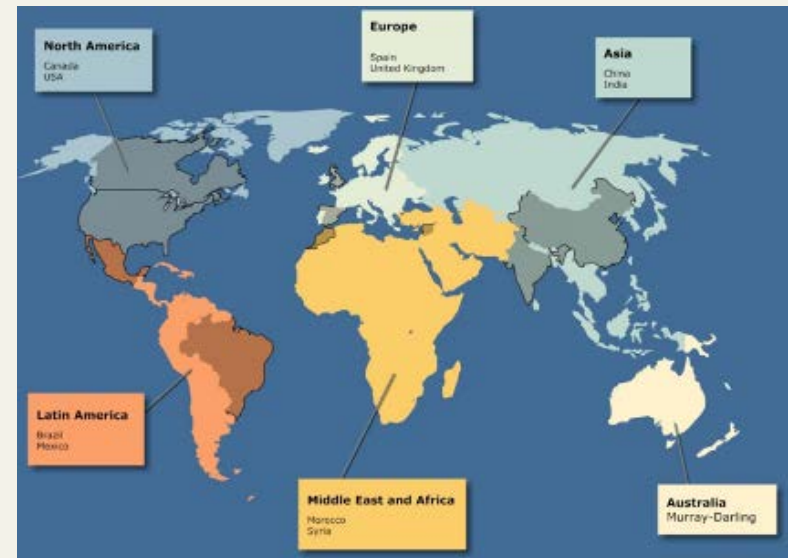 North America
Canada
USA
Europe
Spain
United Kingdom
Asia
China
India
Latin America
Brazil
Mexico
Middle East and Africa
Morocco
Syria
Australia
Murray-Darling